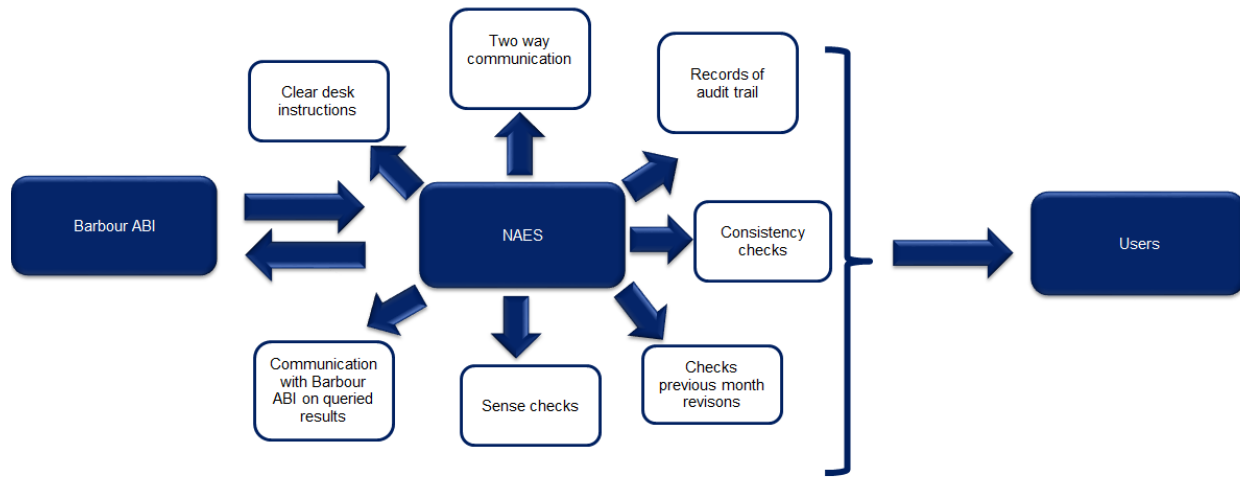 Two way
communication
Records of
audit trail
Clear desk
instructions
Barbour ABI
NAES
Consistency
checks
Users
Communication
with Barbour
ABI on queried
results
Sense checks
Checks
previous month
revisons